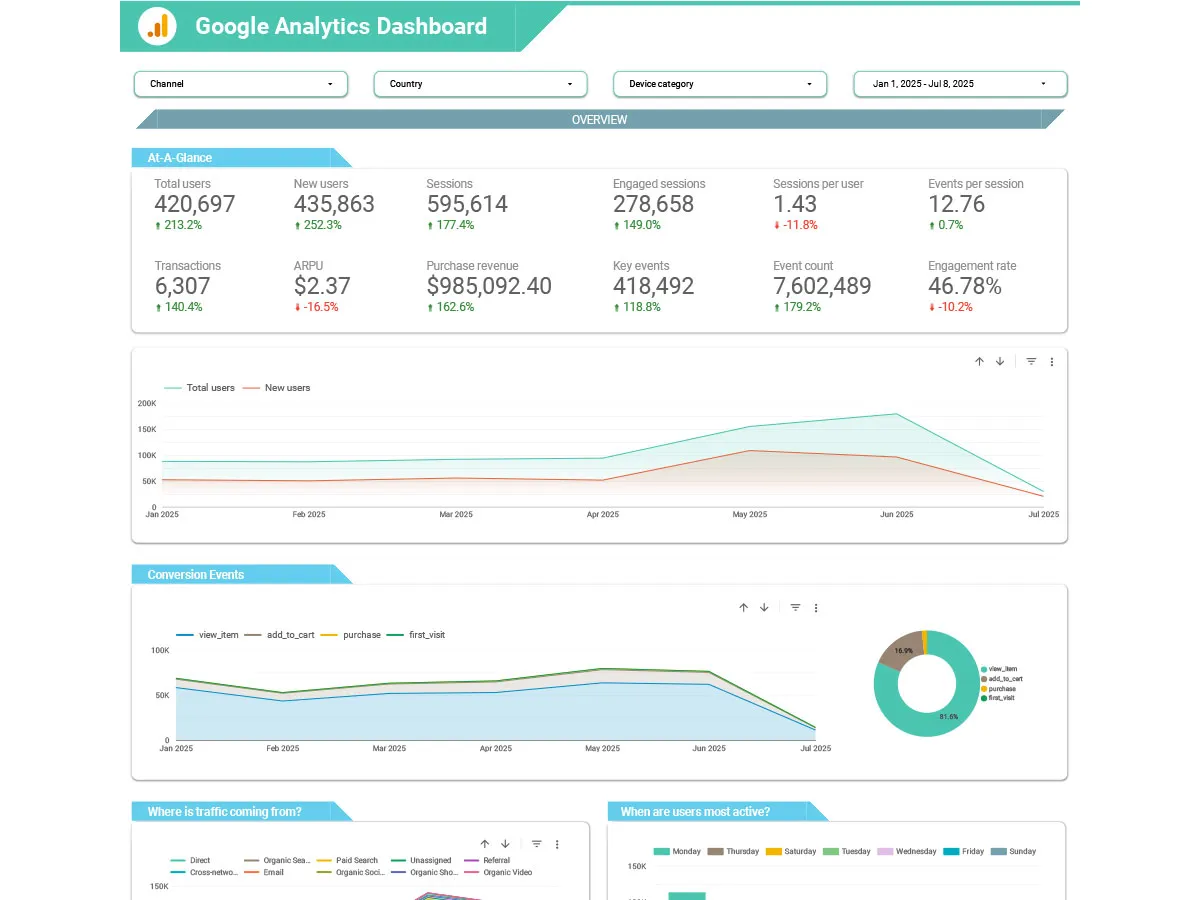 Google Analytics Dashboard
Channel
Country
Device category
Jan 1, 2025 - Jul 8, 2025
OVERVIEW
At-A-Glance
Total users
New users
Sessions
Engaged sessions
Sessions per user
Events per session
420,697
435,863
595,614
278,658
1.43
12.76
213.2%
252.3%
177.4%
149.0%
-11.8%
0.7%
Transactions
ARPU
Purchase revenue
Key events
Event count
Engagement rate
6,307
$2.37
$985,092.40
418,492
7,602,489
46.78%
140.4%
-16.5%
162.6%
118.8%
179.2%
-10.2%
Total users
New users
200K
150K
100K
50K
0
Jan 2025
Feb 2025
Mar 2025
Apr 2025
May 2025
Jun 2025
Jul 2025
Conversion Events
view_item
add_to_cart
purchase
first_visit
100K
50K
0
Jan 2025
Feb 2025
Mar 2025
Apr 2025
May 2025
Jun 2025
Jul 2025
16.9%
81.6%
view_item
add_to_cart
purchase
first_visit
Where is traffic coming from?
Direct
Organic Sea...
Paid Search
Unassigned
Referral
Cross-netwo...
Email
Organic Soci...
Organic Sho...
Organic Video
150K
When are users most active?
Monday
Thursday
Saturday
Tuesday
Wednesday
Friday
Sunday
150K